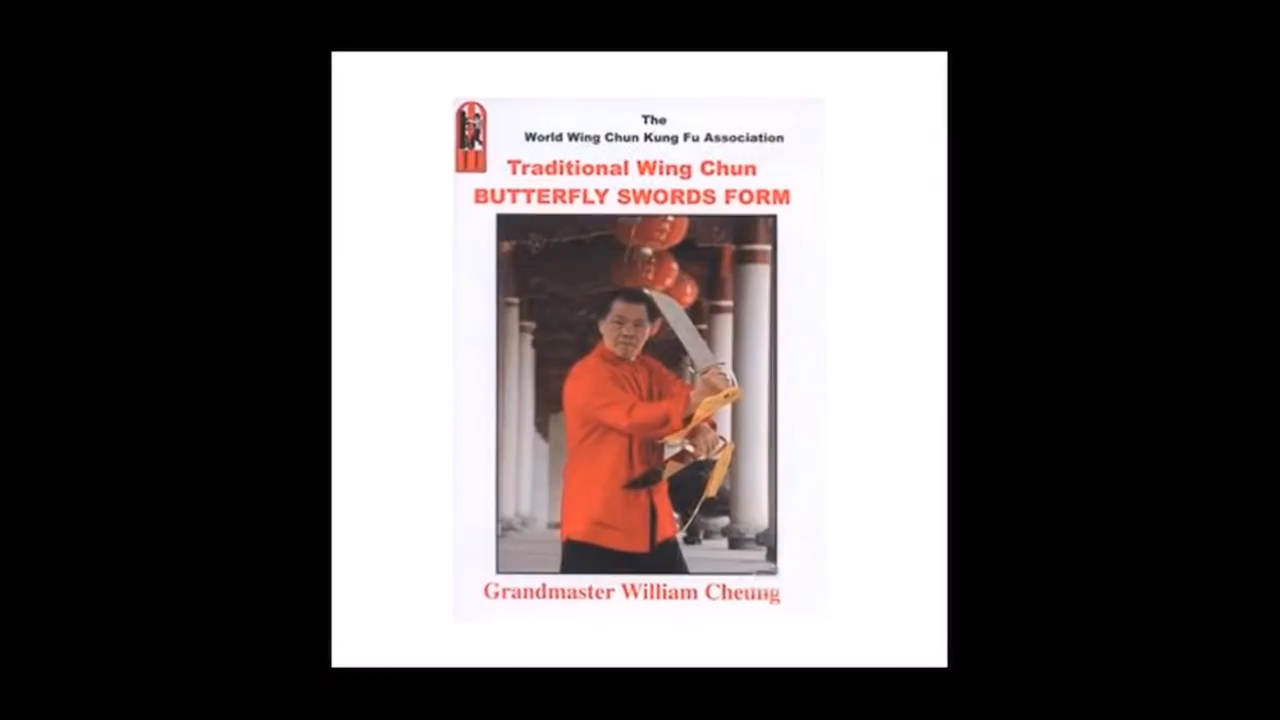 The
World Wing Chun Kung Fu Association
Traditional Wing Chun
BUTTERFLY SWORDS FORM
Grandmaster William Cheung